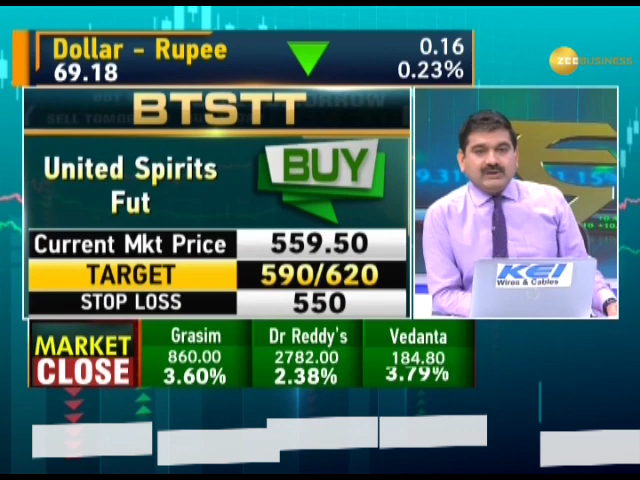 Dollar - Rupee
69.18
0.16
0.23%
ZEE BUSINESS
BTSTT
United Spirits
Fut
BUY
Current Mkt Price 559.50
TARGET 590/620
STOP LOSS 550
KEI
Wires & Cables
MARKET
CLOSE
Grasim
860.00
3.60%
Dr Reddy's
2782.00
2.38%
Vedanta
184.80
3.79%